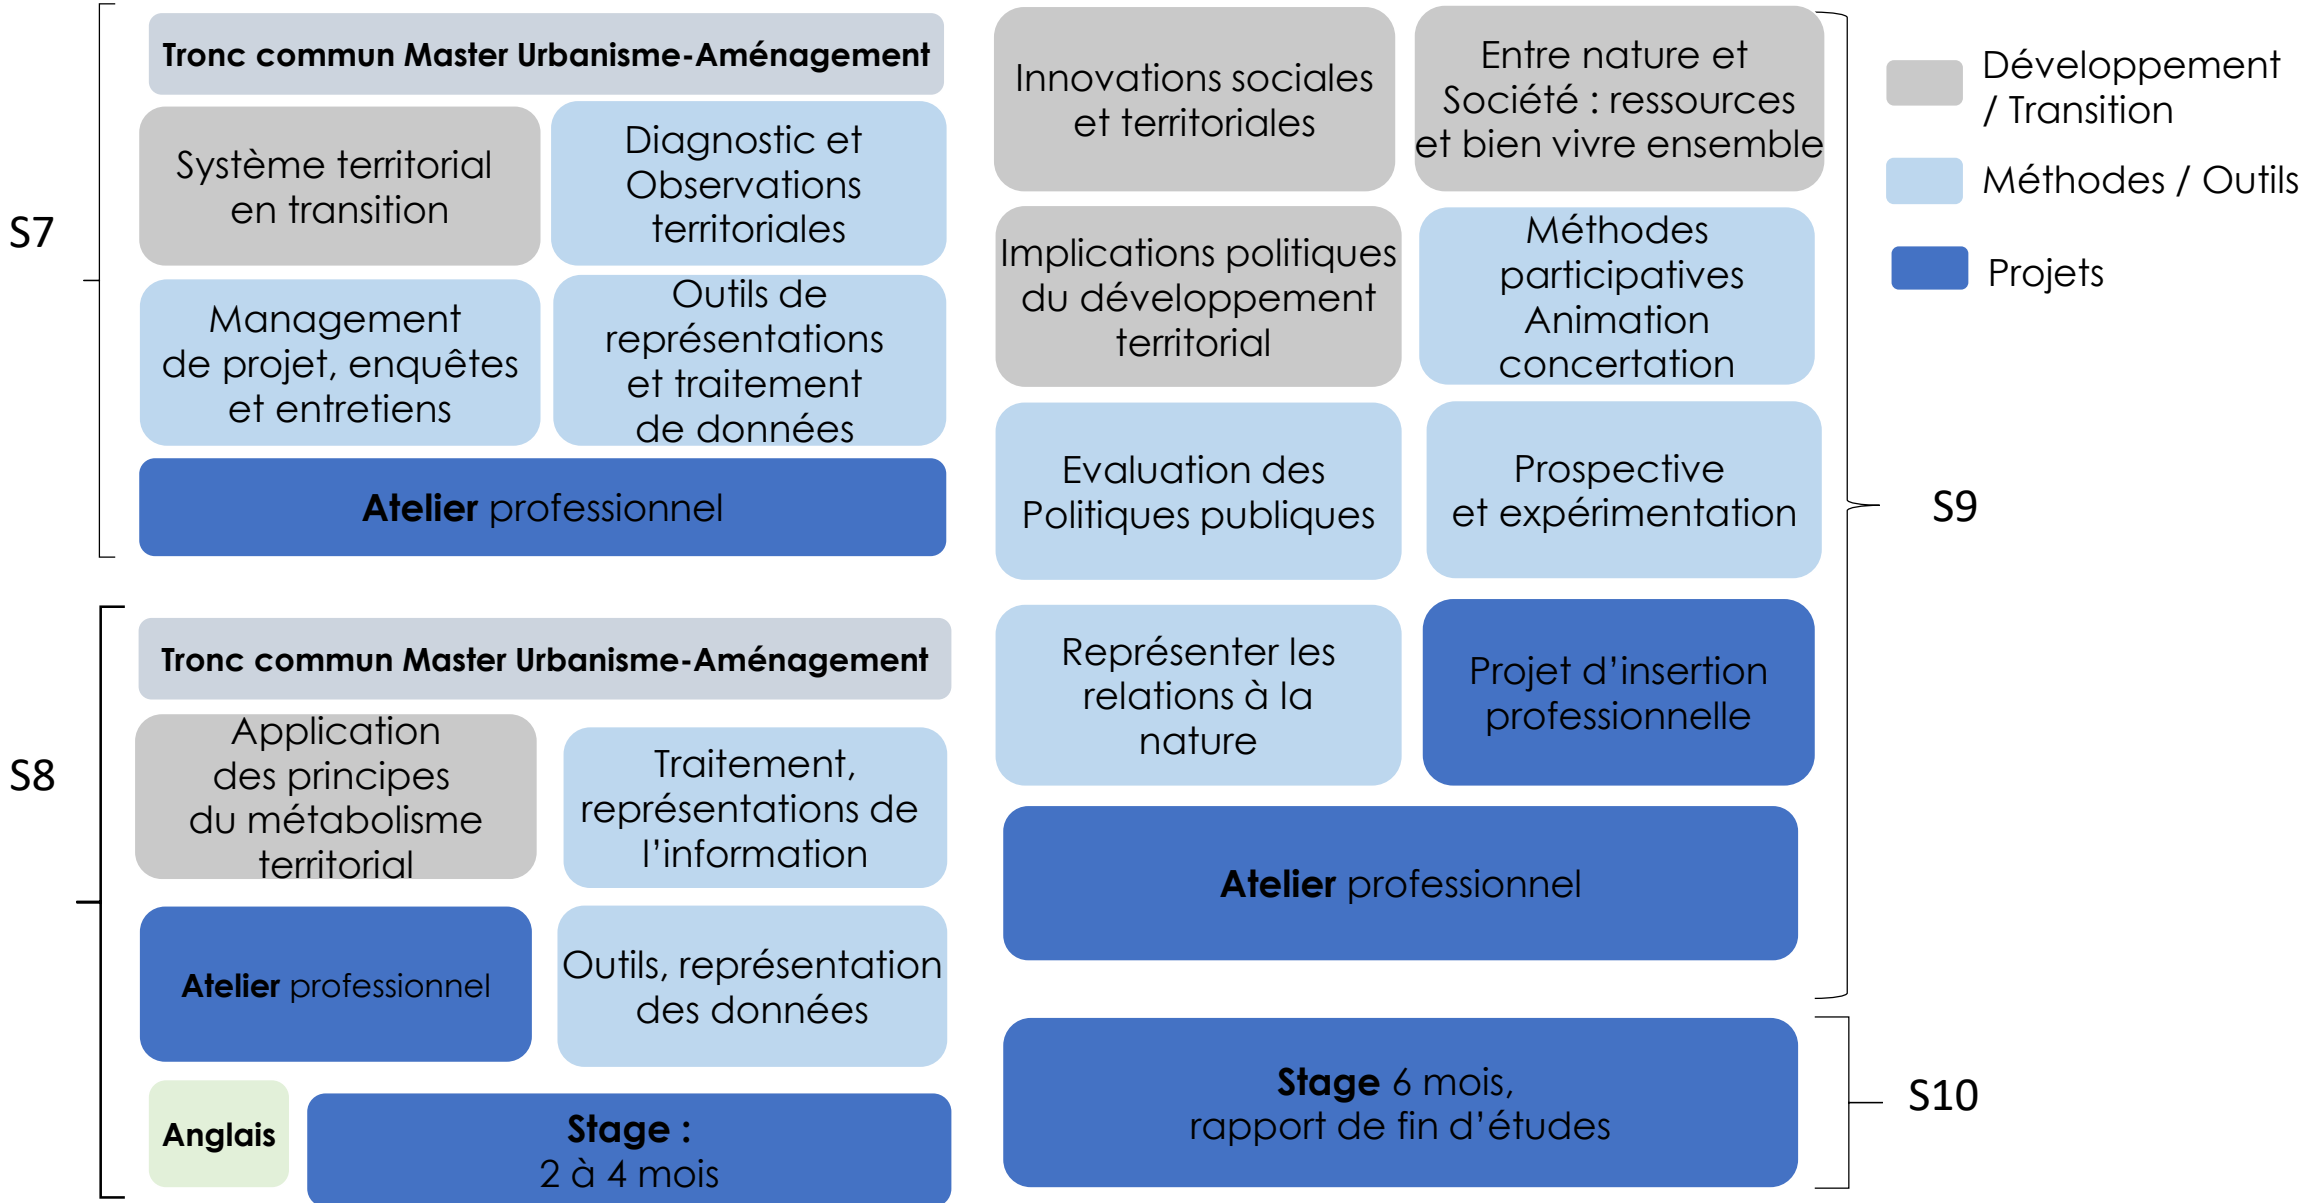 S7
Tronc commun Master Urbanisme-Aménagement
Système territorial
en transition
Diagnostic et
Observations
territoriales
Management
de projet, enquêtes
et entretiens
Outils de
représentations
et traitement
de données
Atelier professionnel
S8
Tronc commun Master Urbanisme-Aménagement
Application
des principes
du métabolisme
territorial
Traitement,
représentations de
l’information
Atelier professionnel
Outils, représentation
des données
Anglais
Stage :
2 à 4 mois
Innovations sociales
et territoriales
Entre nature et
Société : ressources
et bien vivre ensemble
Implications politiques
du développement
territorial
Méthodes
participatives
Animation
concertation
Evaluation des
Politiques publiques
Prospective
et expérimentation
Représenter les
relations à la
nature
Projet d’insertion
professionnelle
Atelier professionnel
S9
Stage 6 mois,
rapport de fin d’études
S10
Développement
/ Transition
Méthodes / Outils
Projets